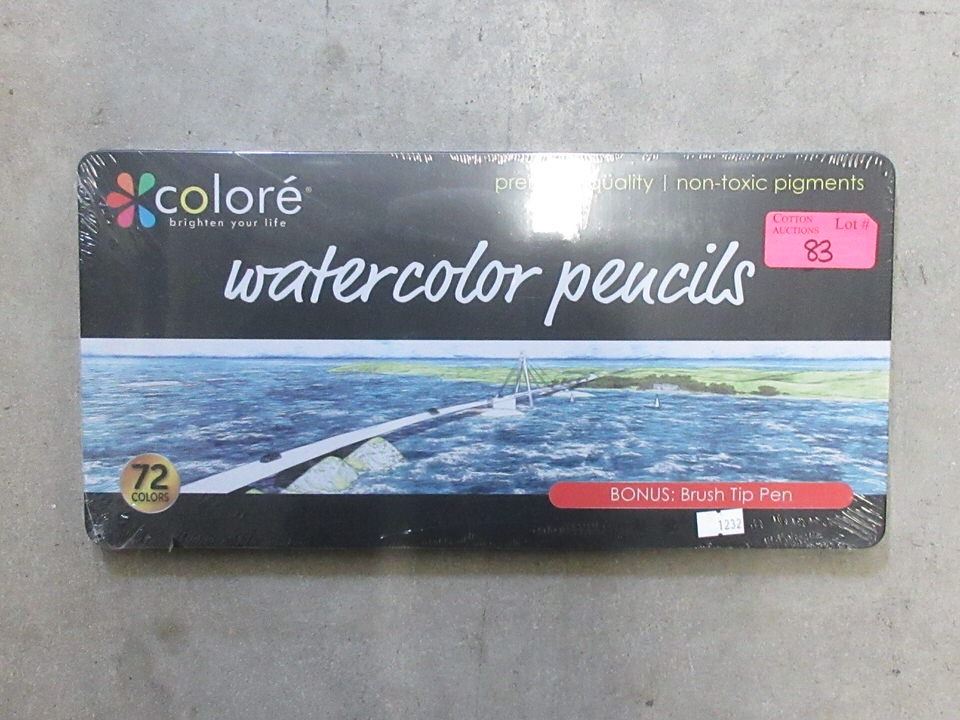 coloré®
brighten your life
quality | non-toxic pigments
COTTON AUCTIONS Lot #
83
watercolor pencils
72
COLORS
BONUS: Brush Tip Pen
1232